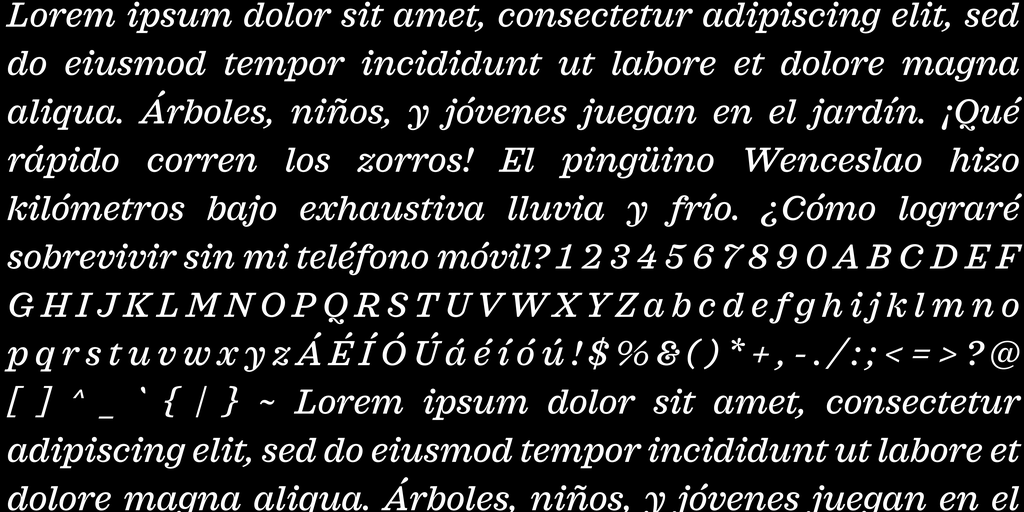 Lorem ipsum dolor sit amet, consectetur adipiscing elit, sed
do eiusmod tempor incididunt ut labore et dolore magna
aliqua. Árboles, niños, y jóvenes juegan en el jardín. ¡Qué
rápido corren los zorros! El pingüino Wenceslao hizo
kilómetros bajo exhaustiva lluvia y frío. ¿Cómo lograré
sobrevivir sin mi teléfono móvil? 1 2 3 4 5 6 7 8 9 0 A B C D E F
G H I J K L M N O P Q R S T U V W X Y Z a b c d e f g h i j k l m n o
p q r s t u v w x y z Á É Í Ó Ú á é í ó ú ! $ % & ( ) * + , - . / : ; < = > ? @
[ ] ^ _ ` { | } ~ Lorem ipsum dolor sit amet, consectetur
adipiscing elit, sed do eiusmod tempor incididunt ut labore et
dolore magna aliqua. Árboles, niños, y jóvenes juegan en el